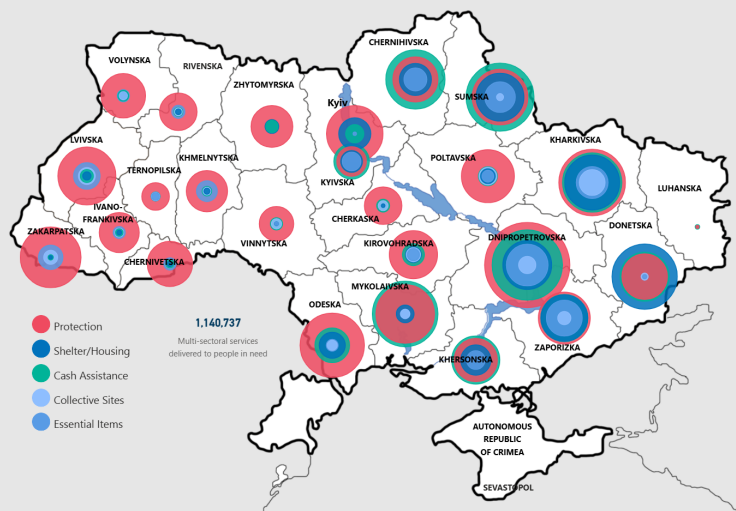 CHERNIHIVSKA
VOLYNSKA
RIVENSKA
ZHYTOMYRSKA
SUMSKA
Kyiv
LVIVSKA
KHARKIVSKA
KHMELNYTSKA
POLTAVSKA
TERNOPILSKA
KYIVSKA
LUHANSKA
IVANO-
FRANKIVSKA
CHERKASKA
DONETSKA
ZAKARPATSKA
DNIPROPETROVSKA
VINNYTSKA
KIROVOHRADSKA
CHERNIVETSKA
MYKOLAIVSKA
ODESKA
ZAPORIZKA
KHERSONSKA
1,140,737
Multi-sectoral services
delivered to people in need
Protection
Shelter/Housing
Cash Assistance
Collective Sites
Essential Items
AUTONOMOUS
REPUBLIC
OF CRIMEA
SEVASTOPOL